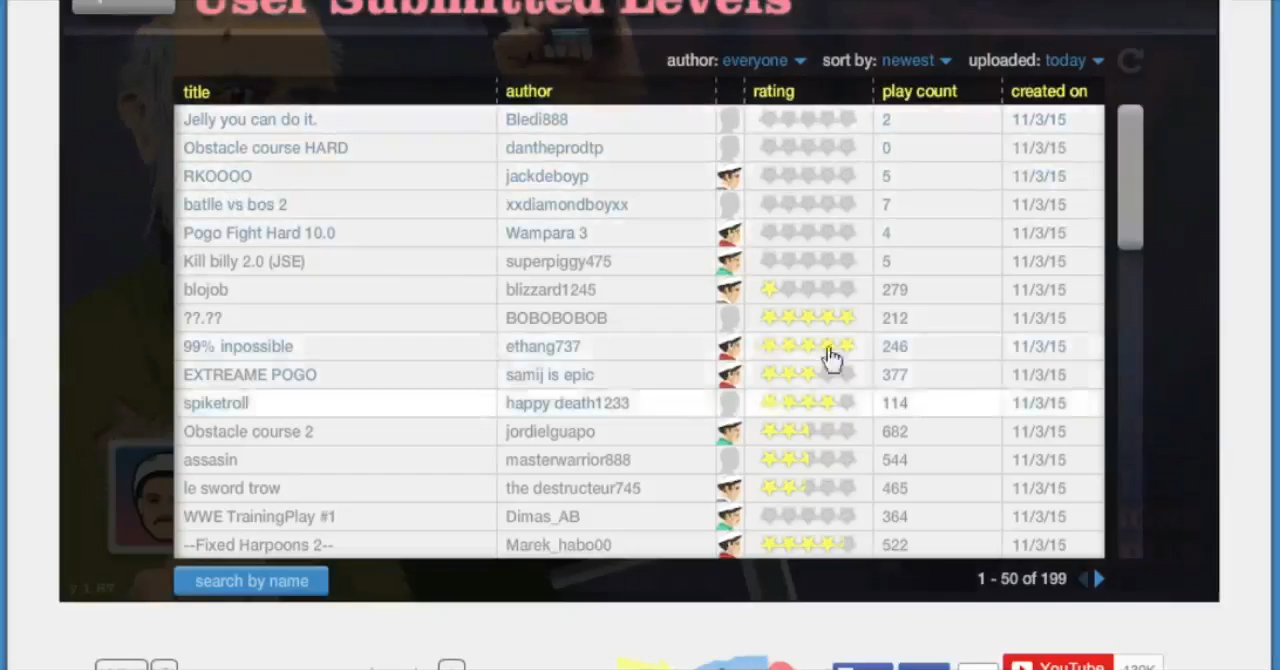 User Submitted Levels
author: everyone sort by: newest uploaded: today
title author rating play count created on
Jelly you can do it. Bledi888 2 11/3/15
Obstacle course HARD dantheprodtp 0 11/3/15
RKOOOO jackdeboyp 5 11/3/15
batlle vs bos 2 xxdiamondboyxx 7 11/3/15
Pogo Fight Hard 10.0 Wampara 3 4 11/3/15
Kill billy 2.0 (JSE) superpiggy475 5 11/3/15
blojob blizzard1245 279 11/3/15
??.?? BOBOBOBOB 212 11/3/15
99% inpossible ethang737 246 11/3/15
EXTREAME POGO samij is epic 377 11/3/15
spiketroll happy death1233 114 11/3/15
Obstacle course 2 jordielguapo 682 11/3/15
assasin masterwarrior888 544 11/3/15
le sword trow the destructeur745 465 11/3/15
WWE TrainingPlay #1 Dimas_AB 364 11/3/15
--Fixed Harpoons 2-- Marek_habo00 522 11/3/15
search by name 1 - 50 of 199
YouTube